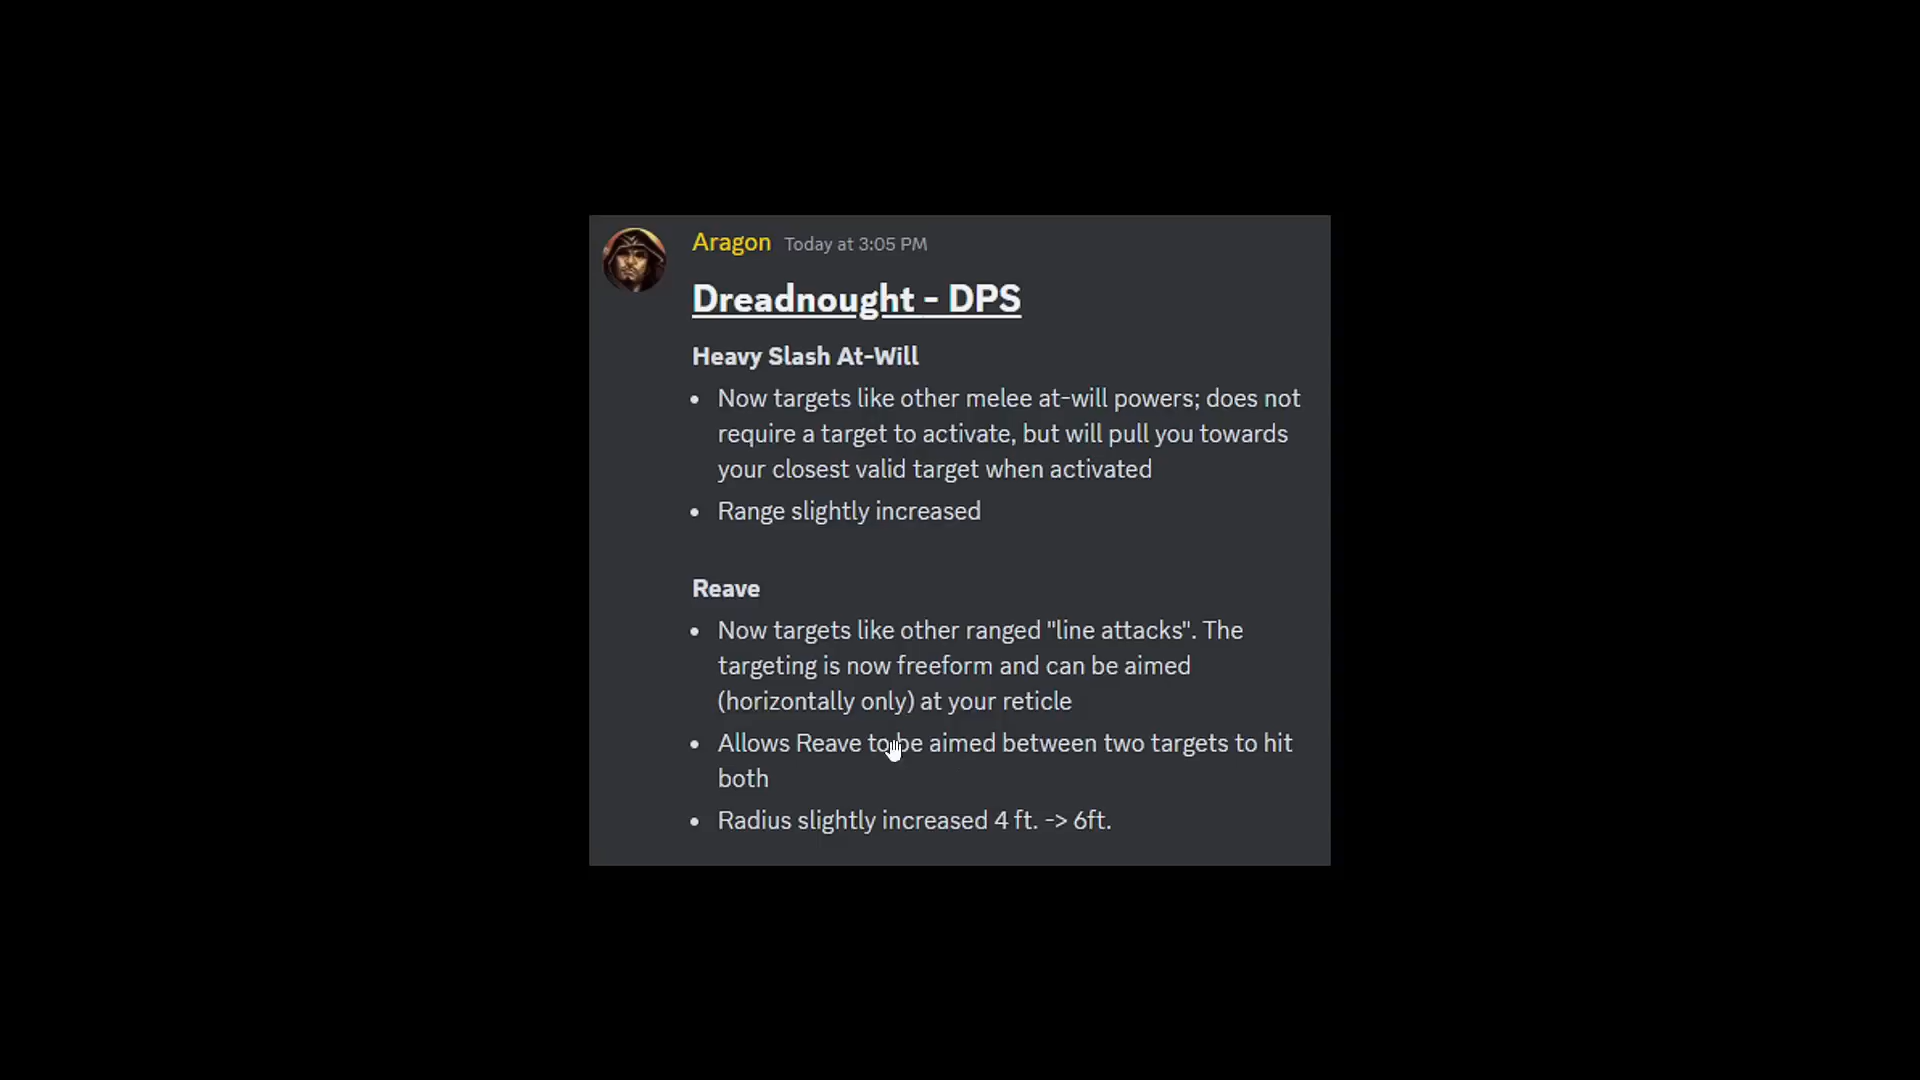 Aragon Today at 3:05 PM
Dreadnought - DPS
Heavy Slash At-Will
• Now targets like other melee at-will powers; does not
require a target to activate, but will pull you towards
your closest valid target when activated
• Range slightly increased
Reave
• Now targets like other ranged "line attacks". The
targeting is now freeform and can be aimed
(horizontally only) at your reticle
• Allows Reave to be aimed between two targets to hit
both
• Radius slightly increased 4 ft. -> 6ft.